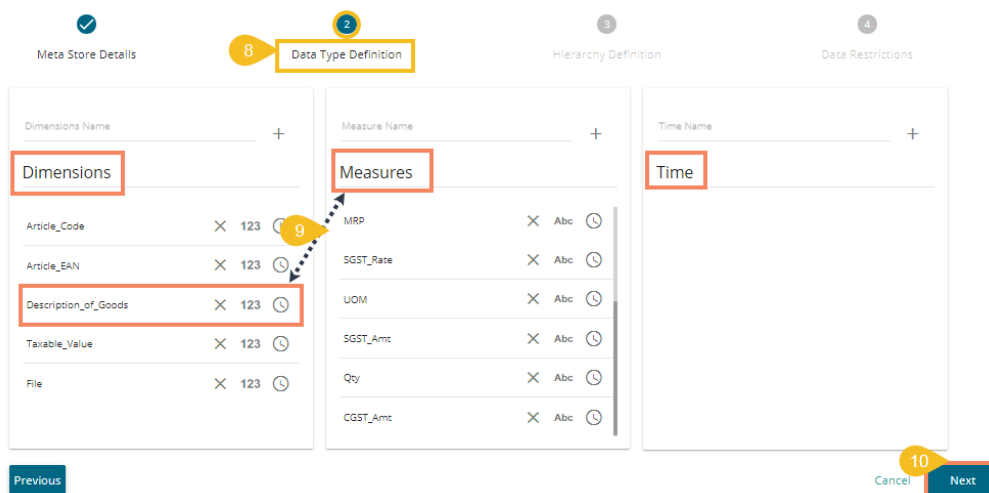 2 3 4
8
Meta Store Details Data Type Definition Hierarchy Definition Data Restrictions
Dimensions Name
Dimensions
Article_Code 123
Article_EAN 123
Description_of_Goods 123
Taxable_Value 123
File 123
9
Measure Name
Measures
MRP Abc
SGST_Rate Abc
UOM Abc
SGST_Amt Abc
Qty Abc
CGST_Amt Abc
Time Name
Time
10
Previous Cancel Next